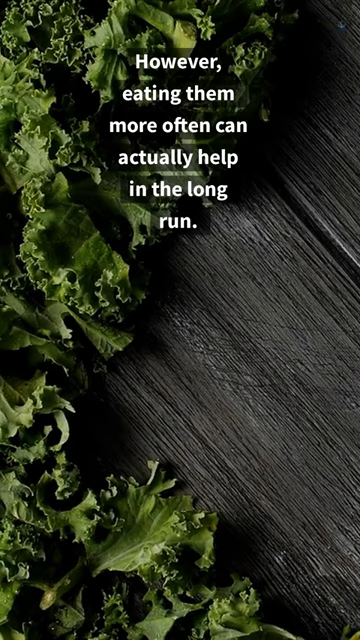 However,
eating them
more often can
actually help
in the long
run.